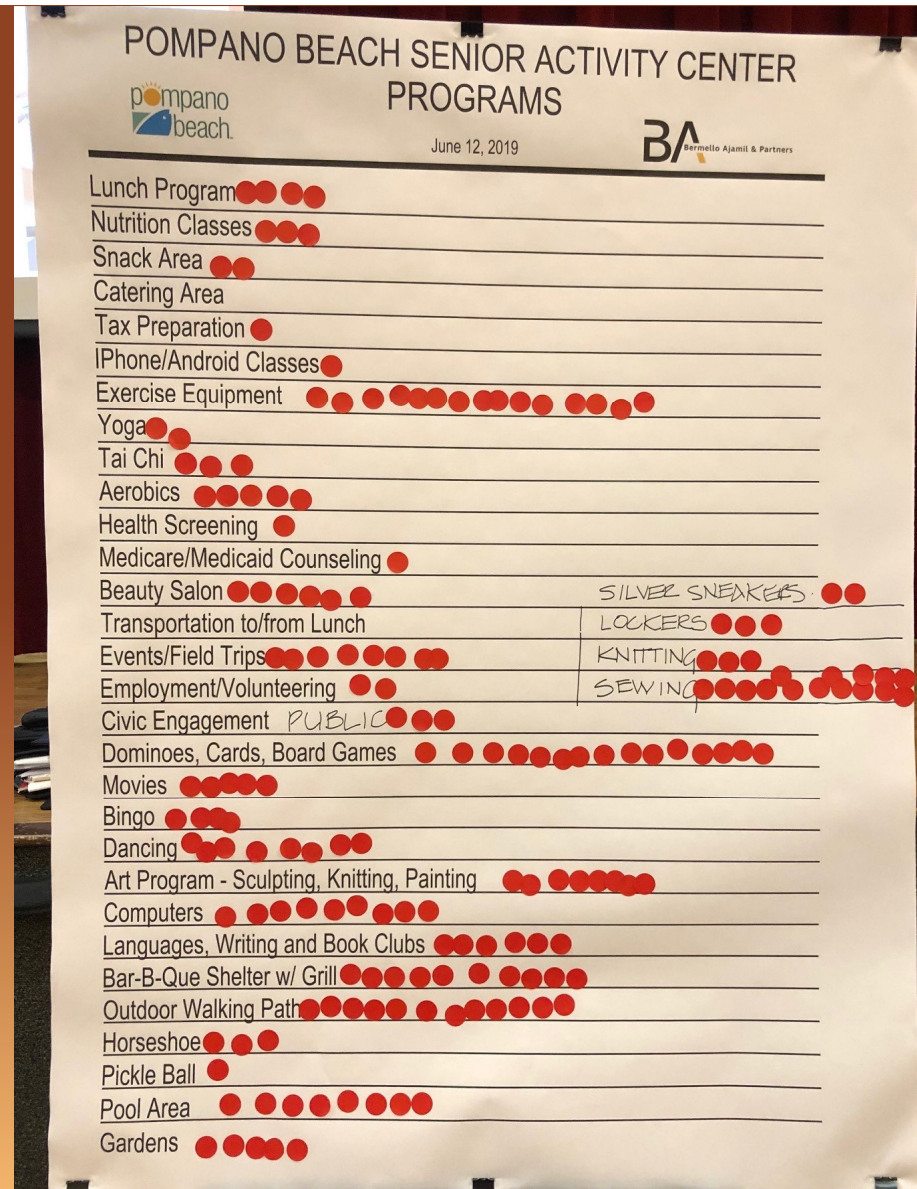 POMPANO BEACH SENIOR ACTIVITY CENTER
PROGRAMS
pompano
beach.
June 12, 2019
BA
Bermello Ajamil & Partners
Lunch Program
Nutrition Classes
Snack Area
Catering Area
Tax Preparation
IPhone/Android Classes
Exercise Equipment
Yoga
Tai Chi
Aerobics
Health Screening
Medicare/Medicaid Counseling
Beauty Salon
SILVER SNEAKERS.
Transportation to/from Lunch
LOCKERS
Events/Field Trips
KNITTING
Employment/Volunteering
SEWING
Civic Engagement PUBLIC
Dominoes, Cards, Board Games
Movies
Bingo
Dancing
Art Program - Sculpting, Knitting, Painting
Computers
Languages, Writing and Book Clubs
Bar-B-Que Shelter w/ Grill
Outdoor Walking Path
Horseshoe
Pickle Ball
Pool Area
Gardens